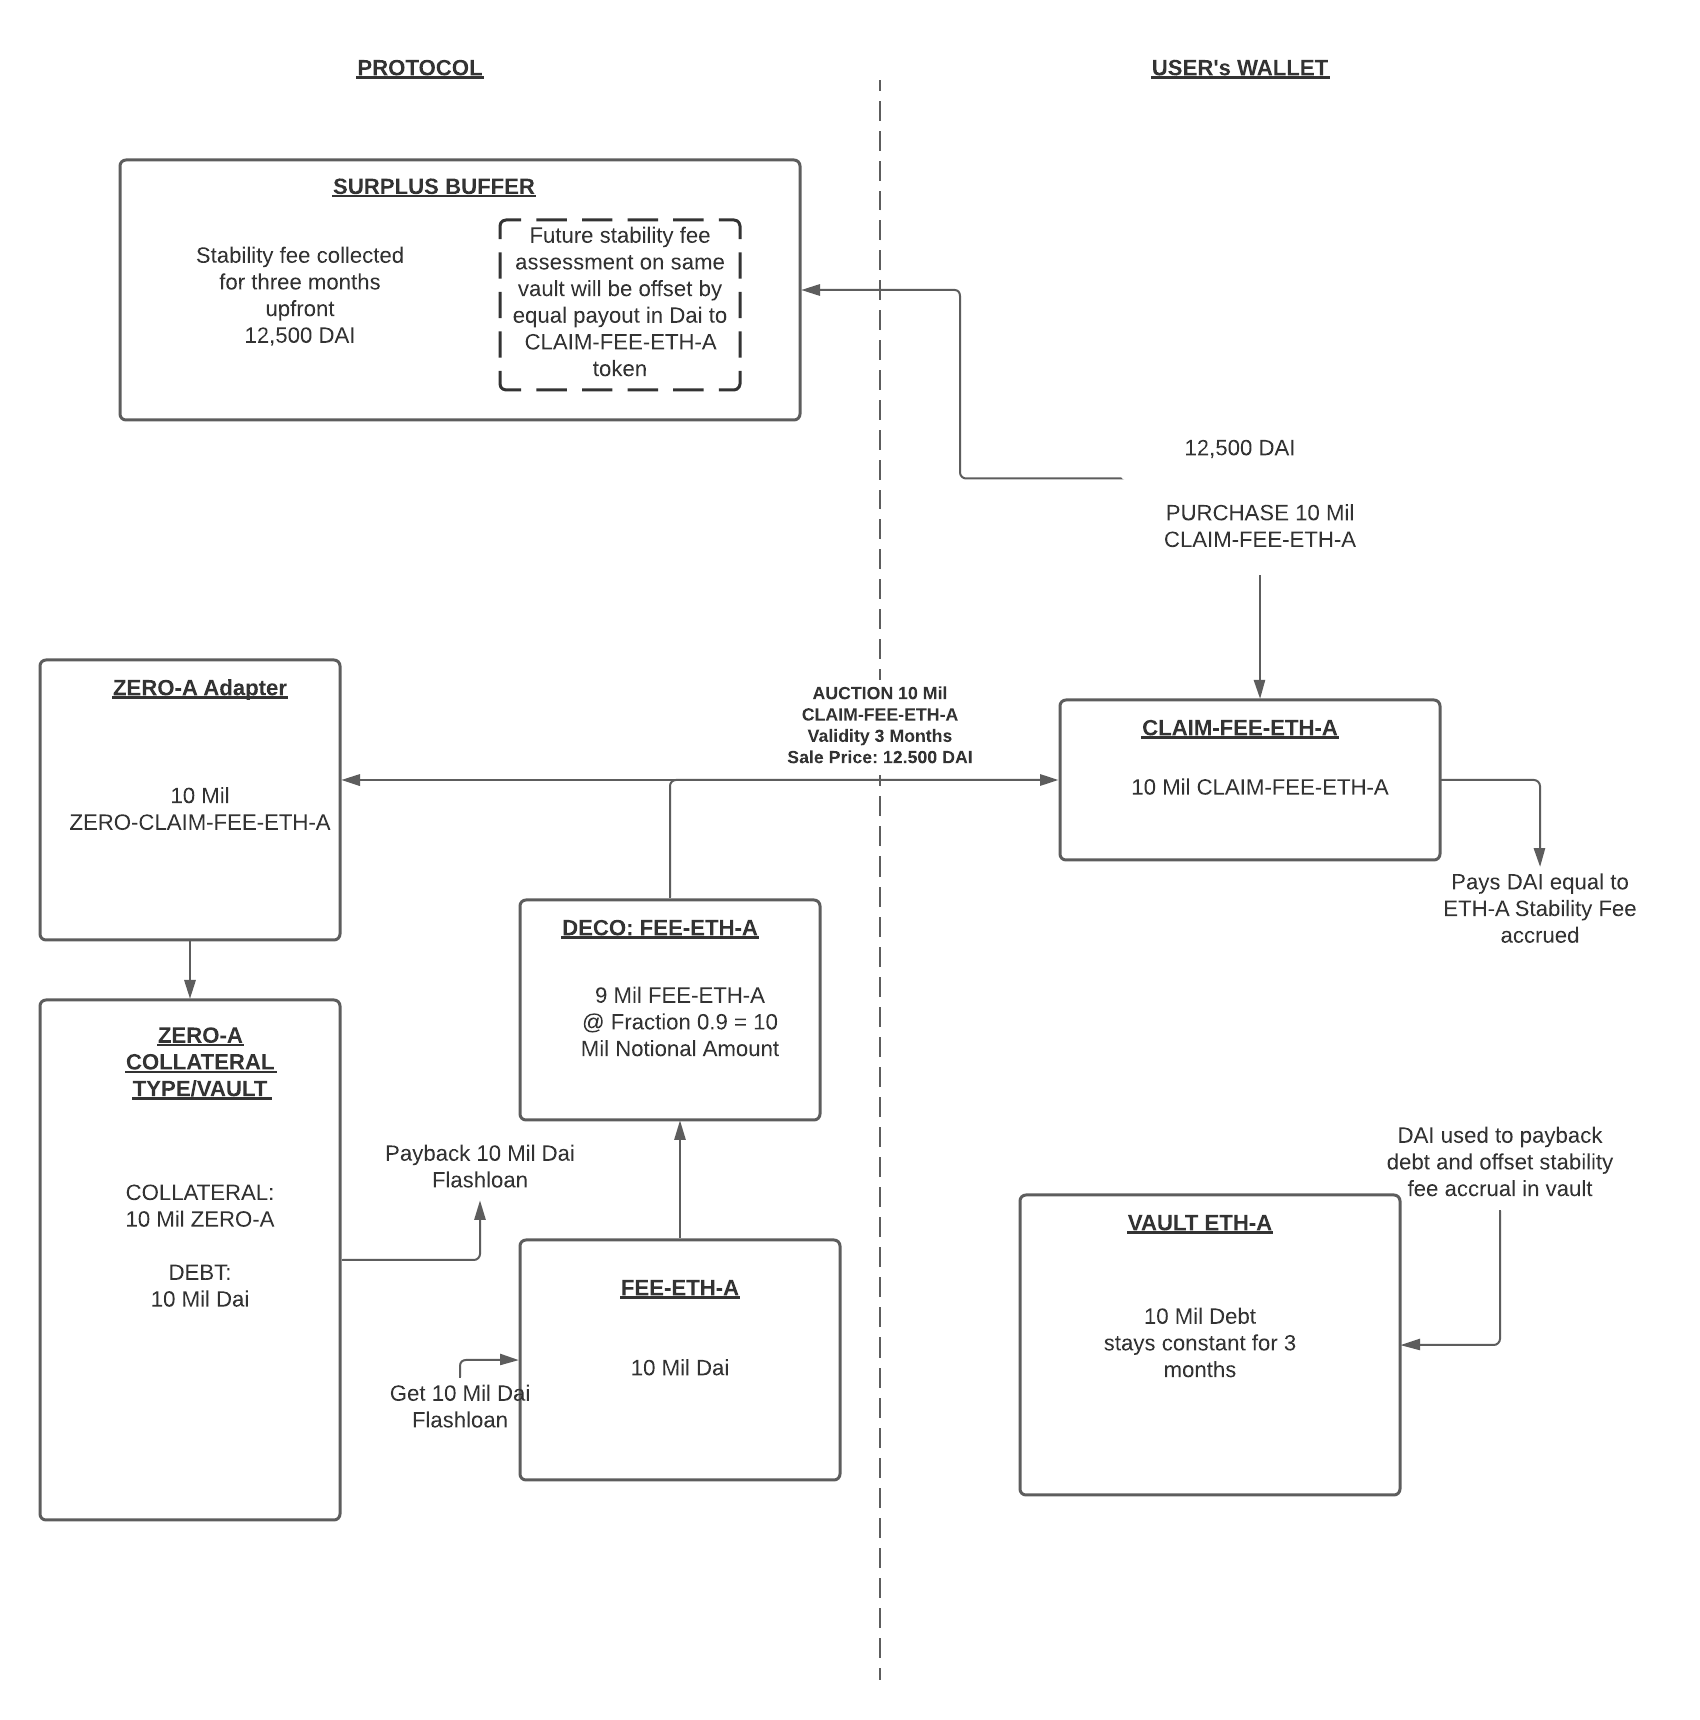 PROTOCOL
USER's WALLET
SURPLUS BUFFER
Stability fee collected
for three months
upfront
12,500 DAI
Future stability fee
assessment on same
vault will be offset by
equal payout in Dai to
CLAIM-FEE-ETH-A
token
12,500 DAI
PURCHASE 10 Mil
CLAIM-FEE-ETH-A
ZERO-A Adapter
10 Mil
ZERO-CLAIM-FEE-ETH-A
AUCTION 10 Mil
CLAIM-FEE-ETH-A
Validity 3 Months
Sale Price: 12.500 DAI
CLAIM-FEE-ETH-A
10 Mil CLAIM-FEE-ETH-A
Pays DAI equal to
ETH-A Stability Fee
accrued
DECO: FEE-ETH-A
9 Mil FEE-ETH-A
@ Fraction 0.9 = 10
Mil Notional Amount
ZERO-A
COLLATERAL
TYPE/VAULT
COLLATERAL:
10 Mil ZERO-A
DEBT:
10 Mil Dai
Payback 10 Mil Dai
Flashloan
FEE-ETH-A
10 Mil Dai
Get 10 Mil Dai
Flashloan
DAI used to payback
debt and offset stability
fee accrual in vault
VAULT ETH-A
10 Mil Debt
stays constant for 3
months